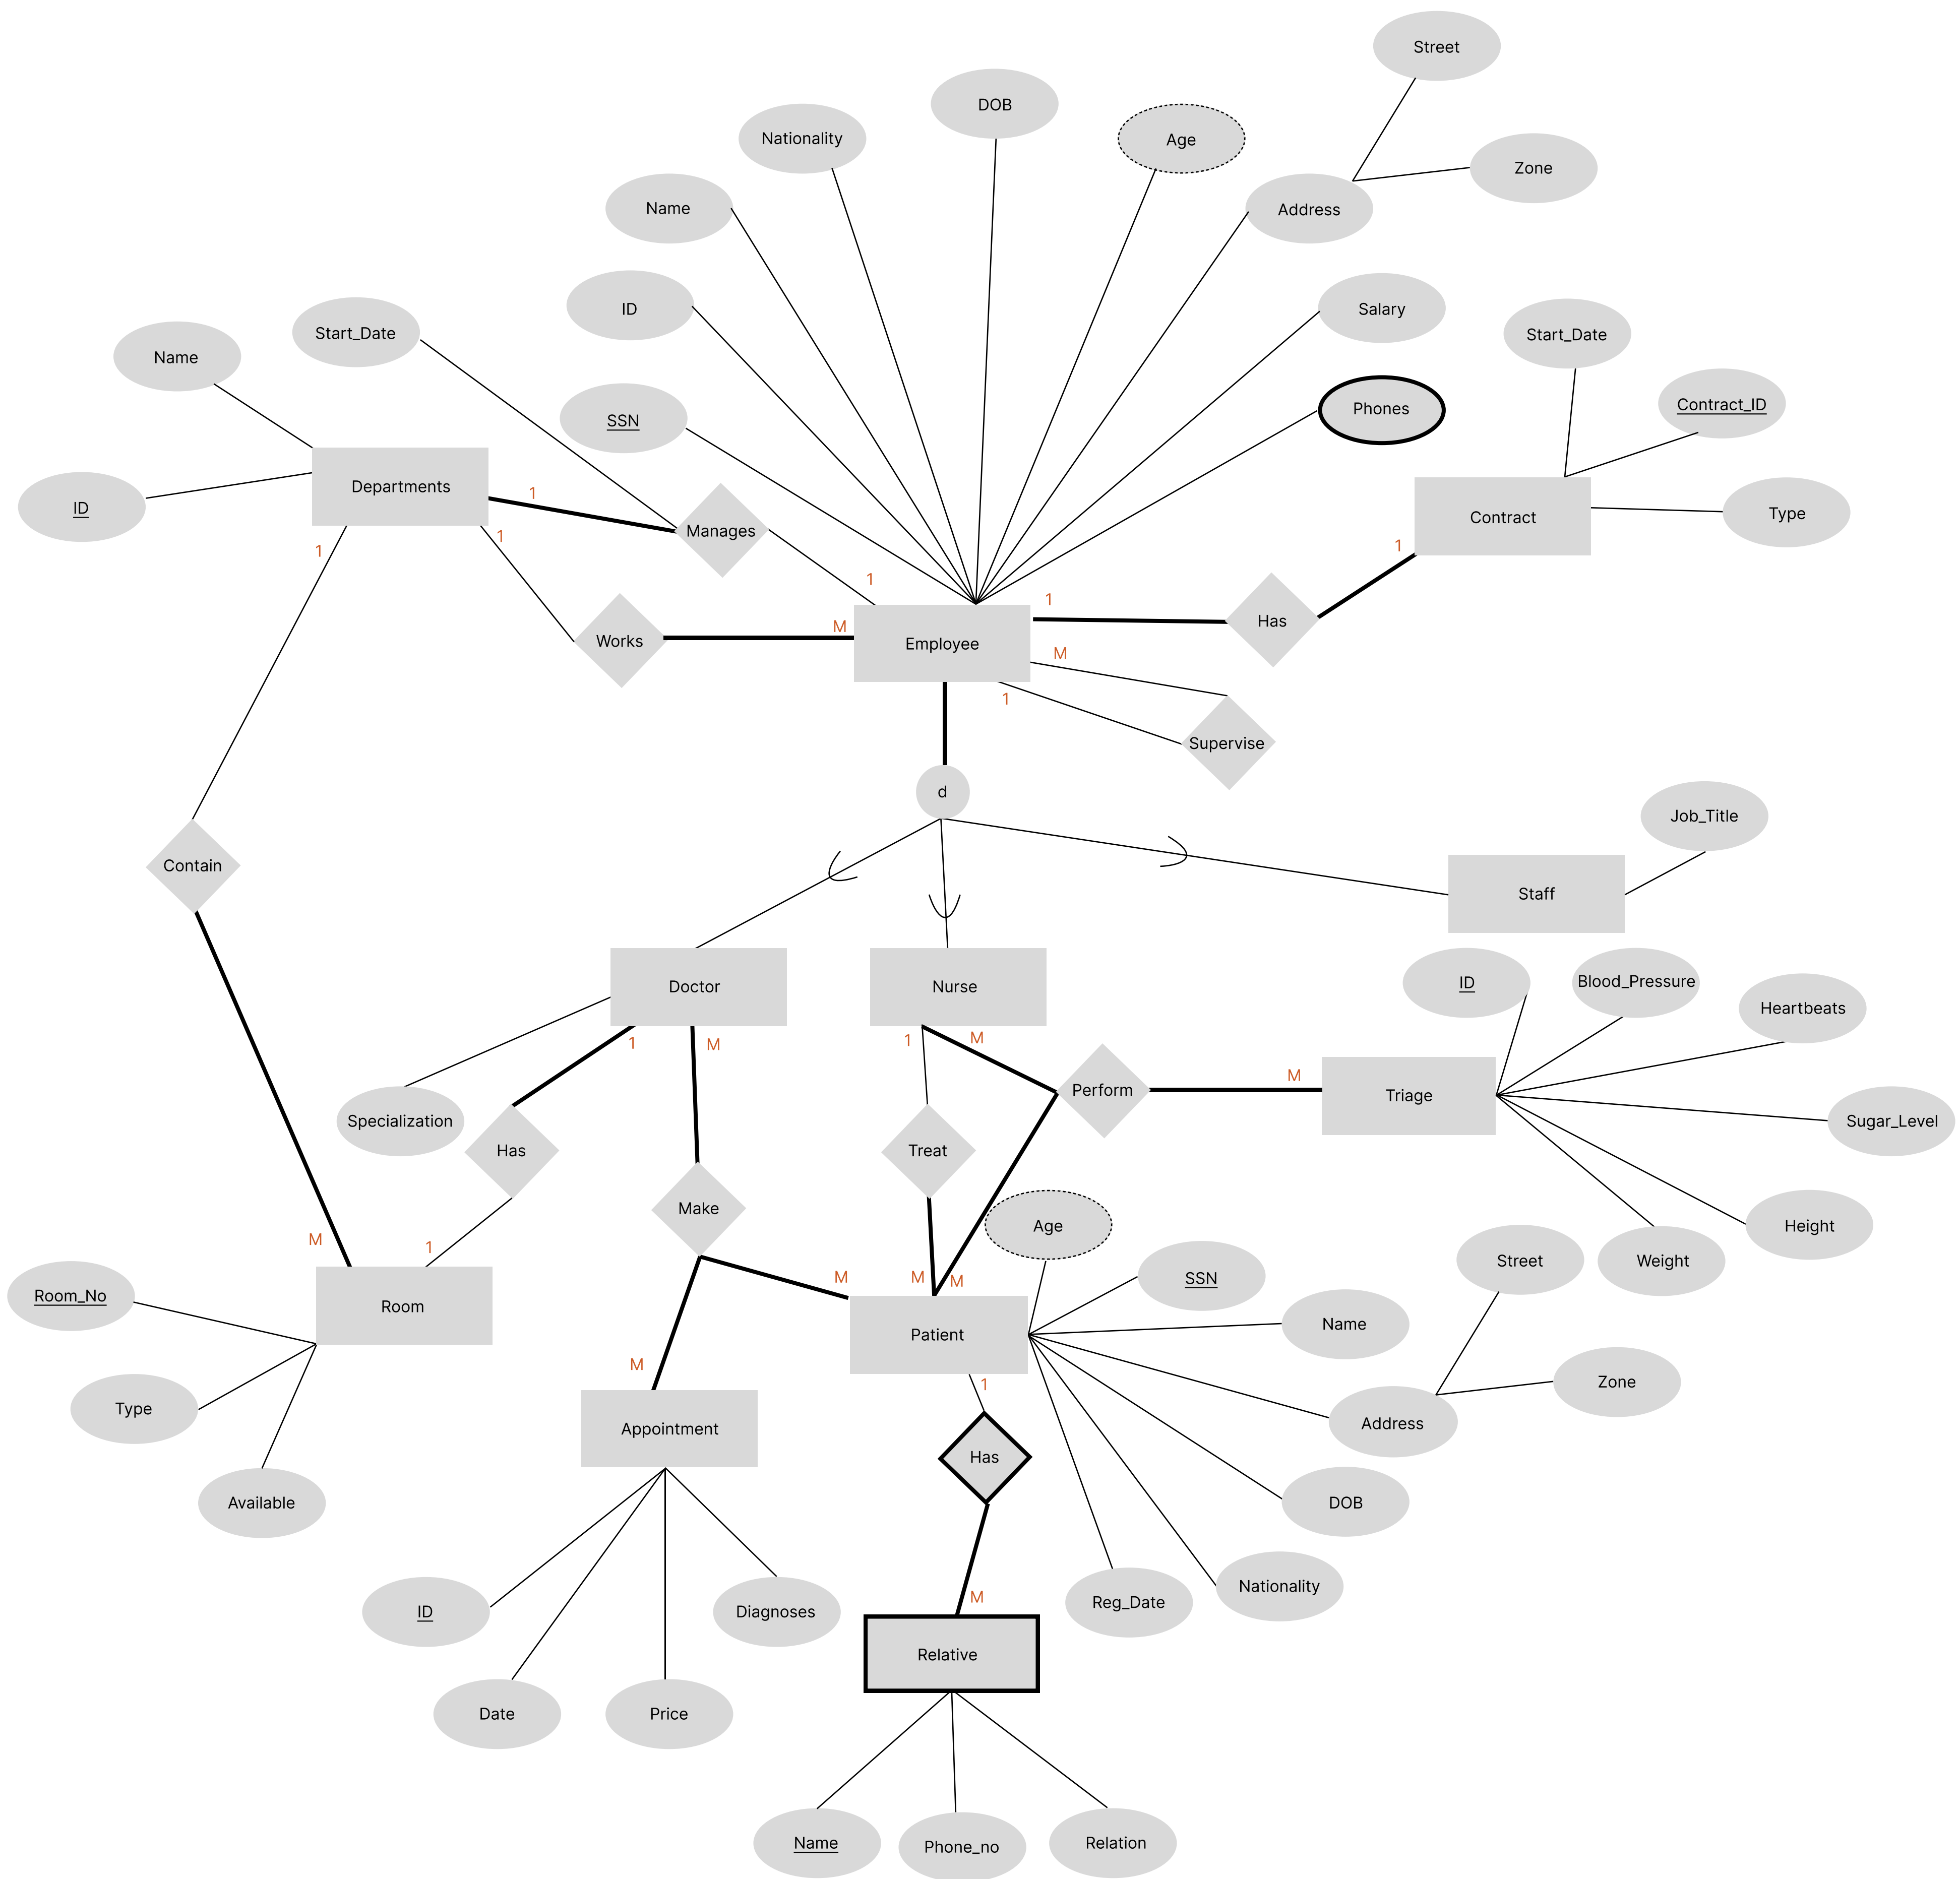 Street
DOB
Nationality
Age
Zone
Name
Address
ID
Salary
Start_Date
Start_Date
Name
Phones
Contract_ID
SSN
Departments
1
ID
Manages
Contract
Type
1
1
1
1
1
Has
M
Works
Employee
M
1
Supervise
d
Job_Title
Contain
Staff
Doctor
Nurse
ID
Blood_Pressure
Heartbeats
1
M
1
M
Perform
M
Triage
Specialization
Has
Treat
Sugar_Level
Make
Age
Height
M
1
Street
Weight
M
M
M
SSN
Room_No
Room
Patient
Name
M
1
Zone
Type
Address
Appointment
Has
Available
DOB
ID
Diagnoses
M
Reg_Date
Nationality
Relative
Date
Price
Name
Phone_no
Relation